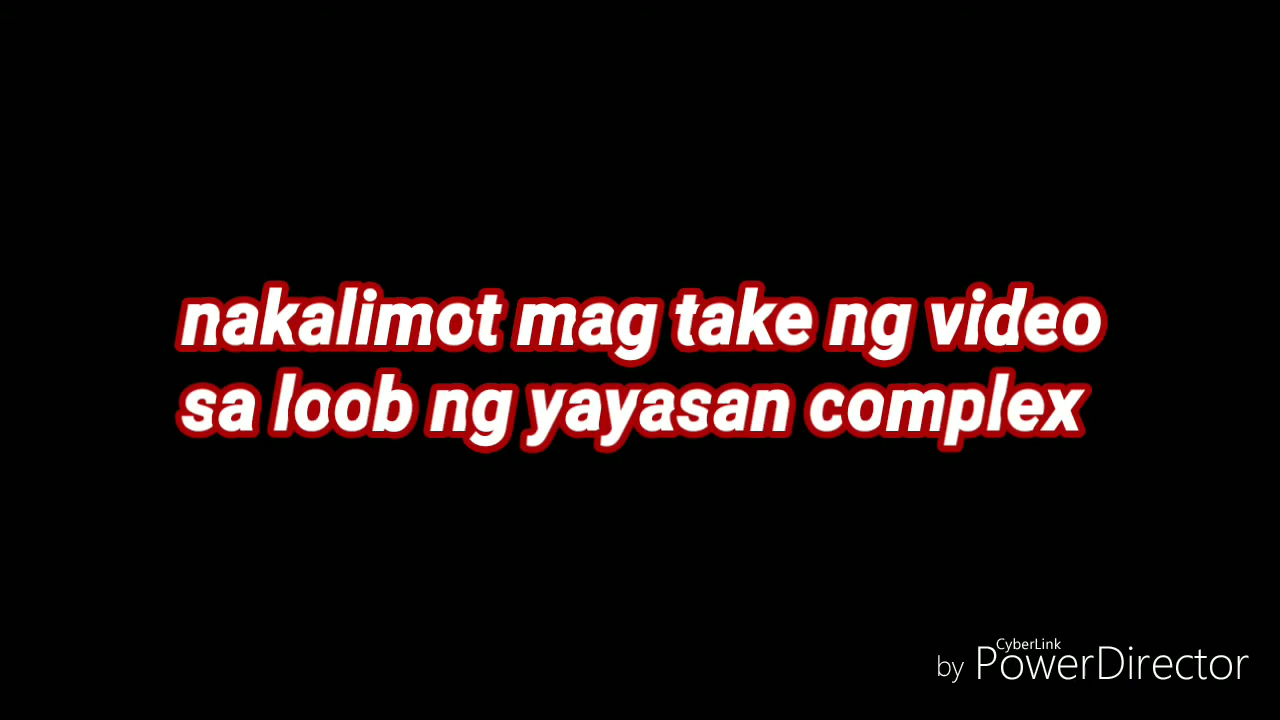 nakalimot mag take ng video
sa loob ng yayasan complex
CyberLink
by PowerDirector